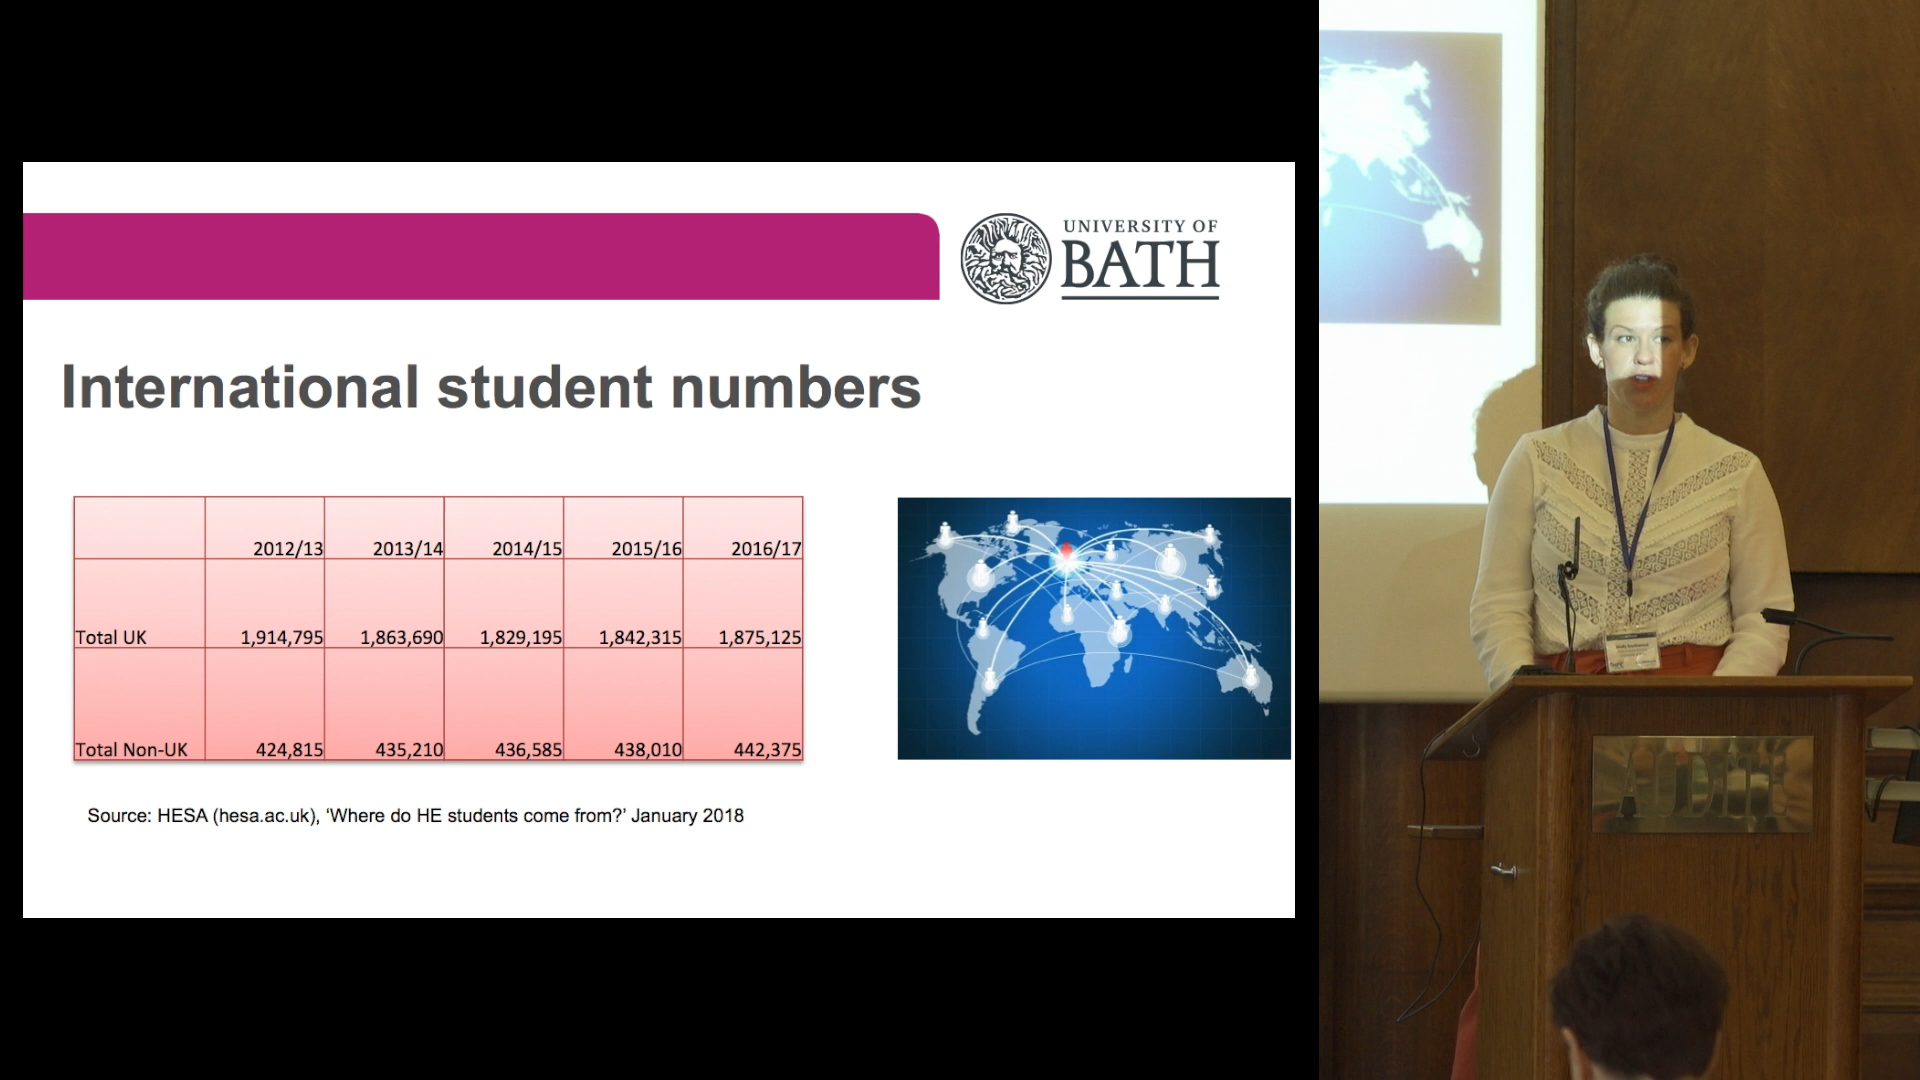 UNIVERSITY OF
BATH
International student numbers
2012/13 2013/14 2014/15 2015/16 2016/17
Total UK 1,914,795 1,863,690 1,829,195 1,842,315 1,875,125
Total Non-UK 424,815 435,210 436,585 438,010 442,375
Source: HESA (hesa.ac.uk), ‘Where do HE students come from?’ January 2018